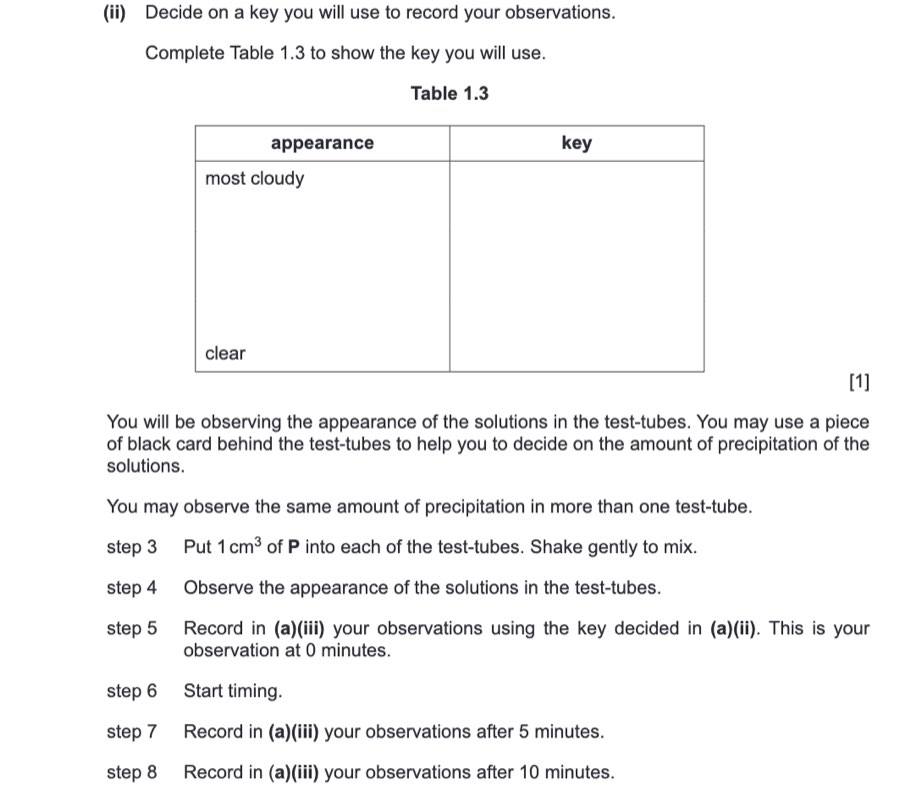 (ii) Decide on a key you will use to record your observations.
Complete Table 1.3 to show the key you will use.
Table 1.3
appearance key
most cloudy
clear
[1]
You will be observing the appearance of the solutions in the test-tubes. You may use a piece
of black card behind the test-tubes to help you to decide on the amount of precipitation of the
solutions.
You may observe the same amount of precipitation in more than one test-tube.
step 3 Put 1 cm³ of P into each of the test-tubes. Shake gently to mix.
step 4 Observe the appearance of the solutions in the test-tubes.
step 5 Record in (a)(iii) your observations using the key decided in (a)(ii). This is your
observation at 0 minutes.
step 6 Start timing.
step 7 Record in (a)(iii) your observations after 5 minutes.
step 8 Record in (a)(iii) your observations after 10 minutes.